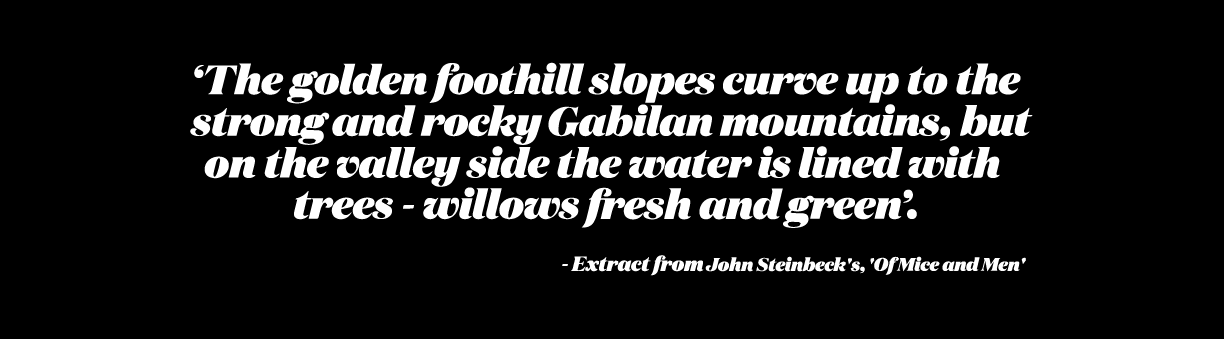 ‘The golden foothill slopes curve up to the
strong and rocky Gabilan mountains, but
on the valley side the water is lined with
trees - willows fresh and green’.
- Extract from John Steinbeck's, 'Of Mice and Men'